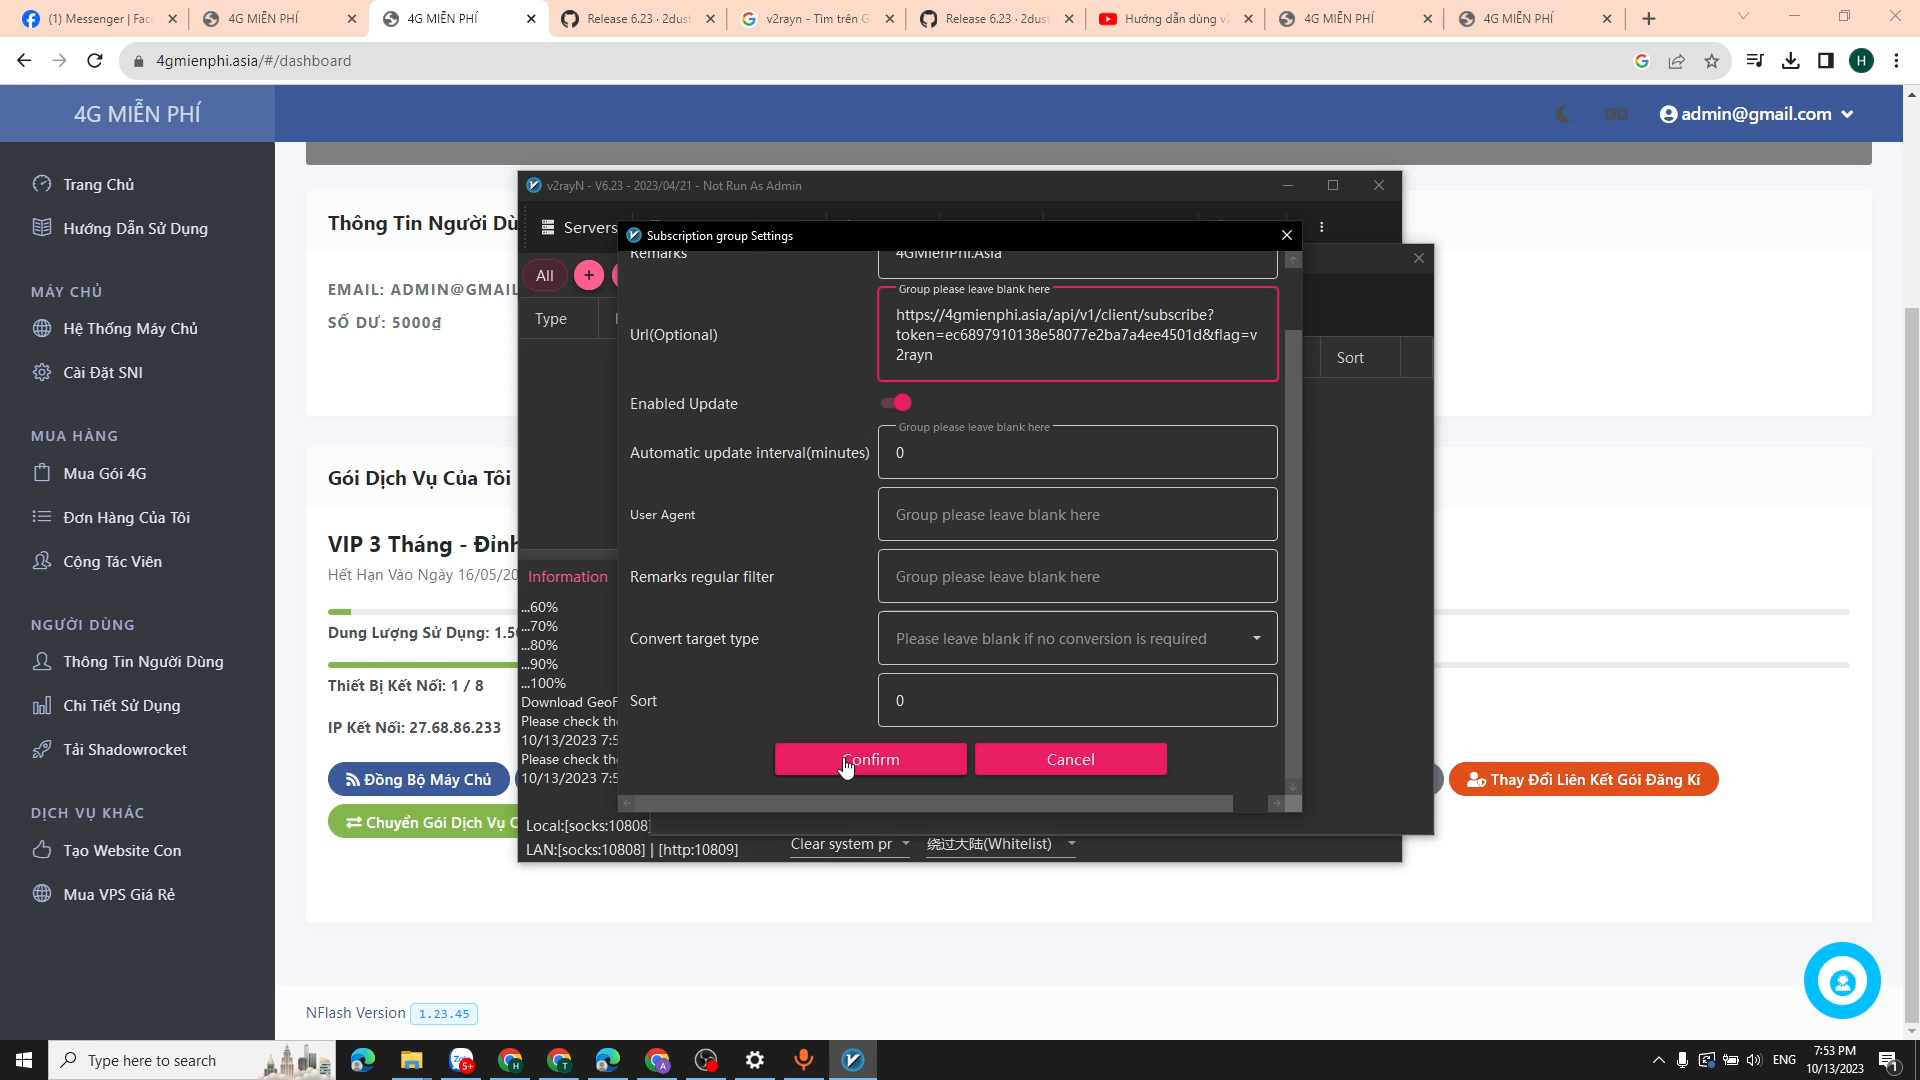 (1) Messenger | Fac
4G MIỄN PHÍ
4G MIỄN PHÍ
Release 6.23 · 2dust
v2rayn - Tìm trên G
Release 6.23 · 2dust
Hướng dẫn dùng v2
4G MIỄN PHÍ
4G MIỄN PHÍ
4gmienphi.asia/#/dashboard
H
4G MIỄN PHÍ
admin@gmail.com
Trang Chủ
Hướng Dẫn Sử Dụng
MÁY CHỦ
Hệ Thống Máy Chủ
Cài Đặt SNI
MUA HÀNG
Mua Gói 4G
Đơn Hàng Của Tôi
Cộng Tác Viên
NGƯỜI DÙNG
Thông Tin Người Dùng
Chi Tiết Sử Dụng
Tải Shadowrocket
DỊCH VỤ KHÁC
Tạo Website Con
Mua VPS Giá Rẻ
Thông Tin Người Dù
EMAIL: ADMIN@GMAIL
SỐ DƯ: 5000₫
Gói Dịch Vụ Của Tôi
VIP 3 Tháng - Đỉnh
Hết Hạn Vào Ngày 16/05/20
Dung Lượng Sử Dụng: 1.5
Thiết Bị Kết Nối: 1 / 8
IP Kết Nối: 27.68.86.233
Đồng Bộ Máy Chủ
Thay Đổi Liên Kết Gói Đăng Kí
Chuyển Gói Dịch Vụ C
NFlash Version 1.23.45
v2rayN - V6.23 - 2023/04/21 - Not Run As Admin
Servers
All
+
Type
Sort
Information
...60%
...70%
...80%
...90%
...100%
Download GeoF
Please check the
10/13/2023 7:5
Please check the
10/13/2023 7:5
Local:[socks:10808]
LAN:[socks:10808] | [http:10809]
Clear system pr
绕过大陆(Whitelist)
Subscription group Settings
Remarks
4GMienPhi.Asia
Url(Optional)
Group please leave blank here
https://4gmienphi.asia/api/v1/client/subscribe?
token=ec6897910138e58077e2ba7a4ee4501d&flag=v
2rayn
Enabled Update
Automatic update interval(minutes)
Group please leave blank here
0
User Agent
Group please leave blank here
Remarks regular filter
Group please leave blank here
Convert target type
Please leave blank if no conversion is required
Sort
0
Confirm
Cancel
Type here to search
ENG
7:53 PM
10/13/2023